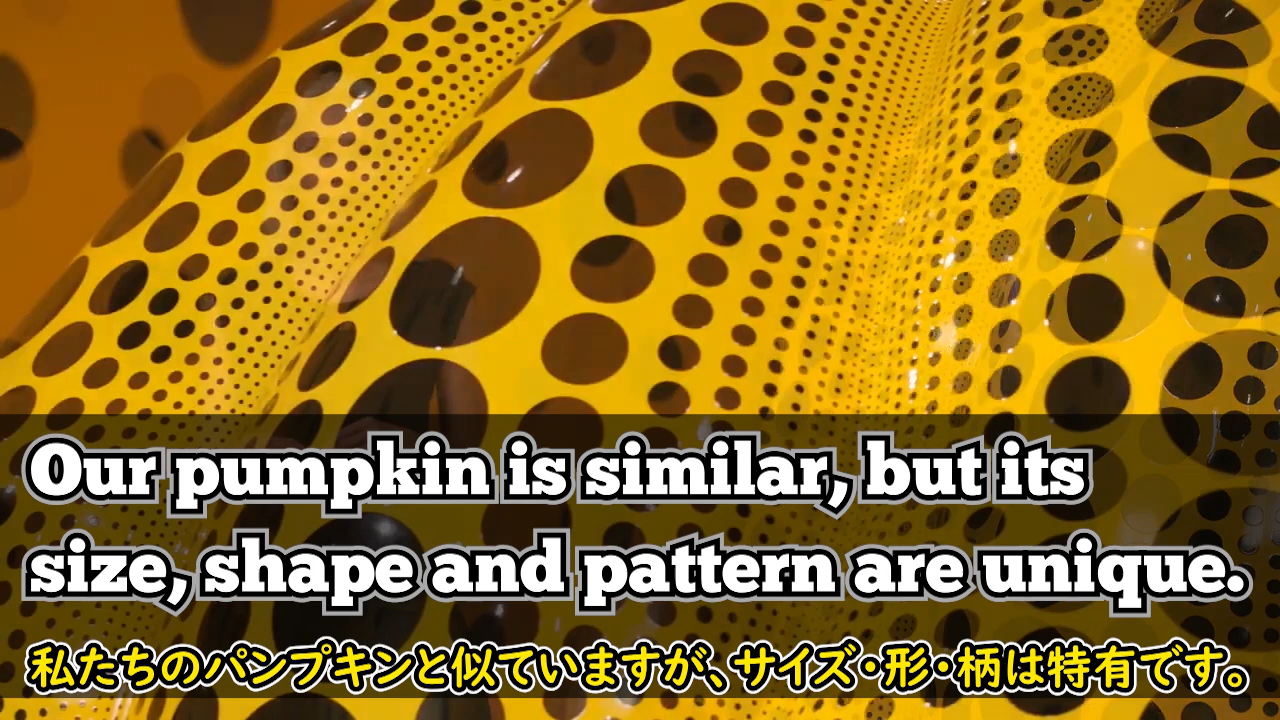 Our pumpkin is similar, but its
size, shape and pattern are unique.
私たちのパンプキンと似ていますが、サイズ・形・柄は特有です。